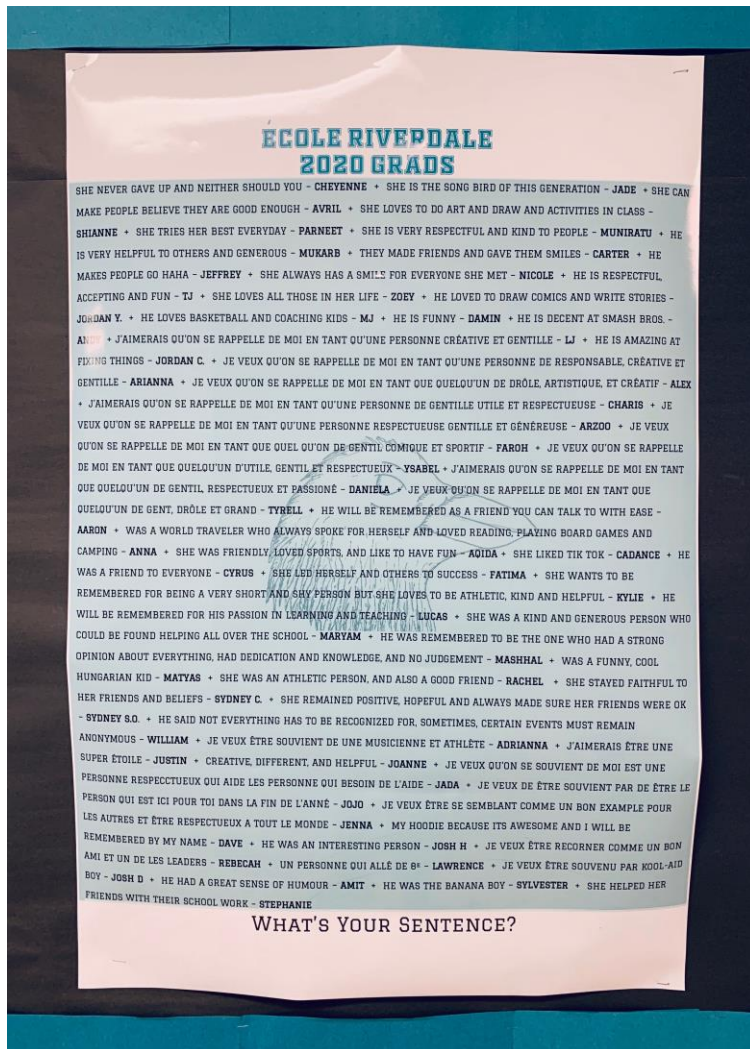 ECOLE RIVERDALE
2020 GRADS
SHE NEVER GAVE UP AND NEITHER SHOULD YOU - CHEYENNE + SHE IS THE SONG BIRD OF THIS GENERATION - JADE + SHE CAN
MAKE PEOPLE BELIEVE THEY ARE GOOD ENOUGH - AVRIL + SHE LOVES TO DO ART AND DRAW AND ACTIVITIES IN CLASS -
SHIANNE + SHE TRIES HER BEST EVERYDAY - PARNEET + SHE IS VERY RESPECTFUL AND KIND TO PEOPLE - MUNIRATU + HE
IS VERY HELPFUL TO OTHERS AND GENEROUS - MUKARB + THEY MADE FRIENDS AND GAVE THEM SMILES - CARTER + HE
MAKES PEOPLE GO HAHA - JEFFREY + SHE ALWAYS HAS A SMILE FOR EVERYONE SHE MET - NICOLE + HE IS RESPECTFUL,
ACCEPTING AND FUN - TJ + SHE LOVES ALL THOSE IN HER LIFE - ZOEY + HE LOVED TO DRAW COMICS AND WRITE STORIES -
JORDAN Y. + HE LOVES BASKETBALL AND COACHING KIDS - MJ + HE IS FUNNY - DAMIN + HE IS DECENT AT SMASH BROS. -
ANDY + J'AIMERAIS QU'ON SE RAPPELLE DE MOI EN TANT QU'UNE PERSONNE CRÉATIVE ET GENTILLE - LJ + HE IS AMAZING AT
FIXING THINGS - JORDAN C. + JE VEUX QU'ON SE RAPPELLE DE MOI EN TANT QU'UNE PERSONNE DE RESPONSABLE, CRÉATIVE ET
GENTILLE - ARIANNA + JE VEUX QU'ON SE RAPPELLE DE MOI EN TANT QUE QUELQU'UN DE DRÔLE, ARTISTIQUE, ET CRÉATIF - ALEX
+ J'AIMERAIS QU'ON SE RAPPELLE DE MOI EN TANT QU'UNE PERSONNE DE GENTILLE UTILE ET RESPECTUEUSE - CHARIS + JE
VEUX QU'ON SE RAPPELLE DE MOI EN TANT QU'UNE PERSONNE RESPECTUEUSE GENTILLE ET GÉNÉREUSE - ARZOO + JE VEUX
QU'ON SE RAPPELLE DE MOI EN TANT QUE QUEL QU'ON DE GENTIL COMIQUE ET SPORTIF - FAROH + JE VEUX QU'ON SE RAPPELLE
DE MOI EN TANT QUE QUELQU'UN D'UTILE, GENTIL ET RESPECTUEUX - YSABEL + J'AIMERAIS QU'ON SE RAPPELLE DE MOI EN TANT
QUE QUELQU'UN DE GENTIL, RESPECTUEUX ET PASSIONÉ - DANIELA + JE VEUX QU'ON SE RAPPELLE DE MOI EN TANT QUE
QUELQU'UN DE GENT, DRÔLE ET GRAND - TYRELL + HE WILL BE REMEMBERED AS A FRIEND YOU CAN TALK TO WITH EASE -
AARON + WAS A WORLD TRAVELER WHO ALWAYS SPOKE FOR HERSELF AND LOVED READING, PLAYING BOARD GAMES AND
CAMPING - ANNA + SHE WAS FRIENDLY, LOVED SPORTS, AND LIKE TO HAVE FUN - AQIDA + SHE LIKED TIK TOK - CADANCE + HE
WAS A FRIEND TO EVERYONE - CYRUS + SHE LED HERSELF AND OTHERS TO SUCCESS - FATIMA + SHE WANTS TO BE
REMEMBERED FOR BEING A VERY SHORT AND SHY PERSON BUT SHE LOVES TO BE ATHLETIC, KIND AND HELPFUL - KYLIE + HE
WILL BE REMEMBERED FOR HIS PASSION IN LEARNING AND TEACHING - LUCAS + SHE WAS A KIND AND GENEROUS PERSON WHO
COULD BE FOUND HELPING ALL OVER THE SCHOOL - MARYAM + HE WAS REMEMBERED TO BE THE ONE WHO HAD A STRONG
OPINION ABOUT EVERYTHING, HAD DEDICATION AND KNOWLEDGE, AND NO JUDGEMENT - MASHHAL + WAS A FUNNY, COOL
HUNGARIAN KID - MATYAS + SHE WAS AN ATHLETIC PERSON, AND ALSO A GOOD FRIEND - RACHEL + SHE STAYED FAITHFUL TO
HER FRIENDS AND BELIEFS - SYDNEY C. + SHE REMAINED POSITIVE, HOPEFUL AND ALWAYS MADE SURE HER FRIENDS WERE OK
- SYDNEY S.O. + HE SAID NOT EVERYTHING HAS TO BE RECOGNIZED FOR, SOMETIMES, CERTAIN EVENTS MUST REMAIN
ANONYMOUS - WILLIAM + JE VEUX ÊTRE SOUVIENT DE UNE MUSICIENNE ET ATHLÈTE - ADRIANNA + J'AIMERAIS ÊTRE UNE
SUPER ÉTOILE - JUSTIN + CREATIVE, DIFFERENT, AND HELPFUL - JOANNE + JE VEUX QU'ON SE SOUVIENT DE MOI EST UNE
PERSONNE RESPECCTUEUX QUI AIDE LES PERSONNE QUI BESOIN DE L'AIDE - JADA + JE VEUX DE ÊTRE SOUVIENT PAR DE ÊTRE LE
PERSON QUI EST ICI POUR TOI DANS LA FIN DE L'ANNÉ - JOJO + JE VEUX ÊTRE SE SEMBLANT COMME UN BON EXAMPLE POUR
LES AUTRES ET ÊTRE RESPECTUEUX A TOUT LE MONDE - JENNA + MY HOODIE BECAUSE ITS AWESOME AND I WILL BE
REMEMBERED BY MY NAME - DAVE + HE WAS AN INTERESTING PERSON - JOSH H + JE VEUX ÊTRE RECORNER COMME UN BON
AMI ET UN DE LES LEADERS - REBECAH + UN PERSONNE QUI ALLÉ DE 8ᴱ - LAWRENCE + JE VEUX ÊTRE SOUVENU PAR KOOL-AID
BOY - JOSH D + HE HAD A GREAT SENSE OF HUMOUR - AMIT + HE WAS THE BANANA BOY - SYLVESTER + SHE HELPED HER
FRIENDS WITH THEIR SCHOOL WORK - STEPHANIE
WHAT'S YOUR SENTENCE?